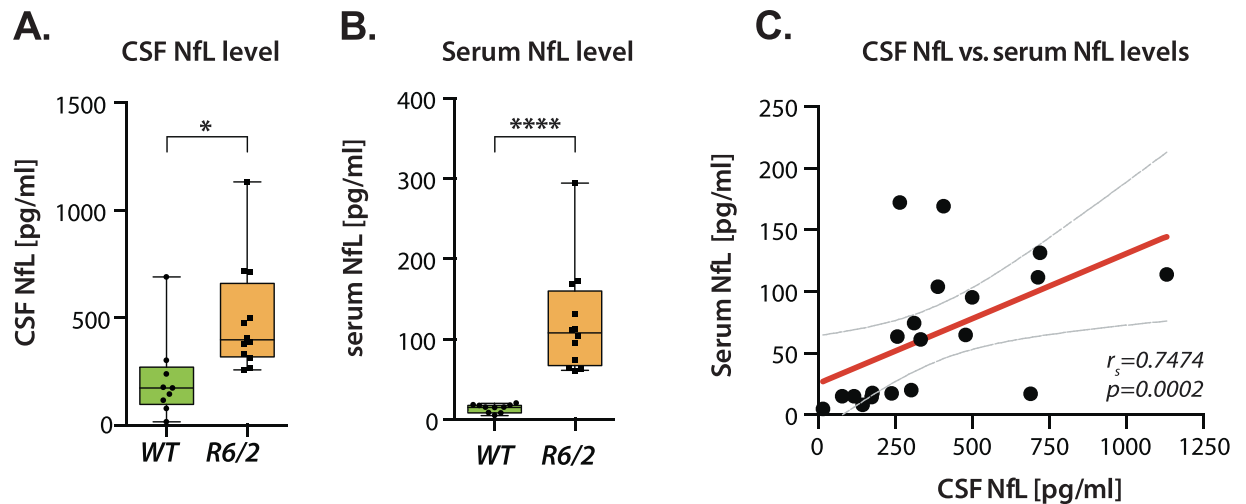 A.
CSF NfL level
CSF NfL [pg/ml]
1500
1000
500
0
*
WT
R6/2
B.
Serum NfL level
serum NfL [pg/ml]
400
300
200
100
0
****
WT
R6/2
C.
CSF NfL vs. serum NfL levels
Serum NfL [pg/ml]
250
200
150
100
50
0
rs=0.7474
p=0.0002
0 250 500 750 1000 1250
CSF NfL [pg/ml]